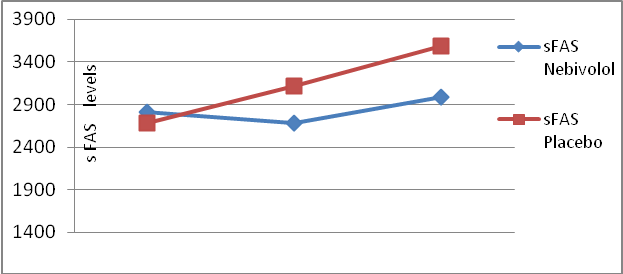 3900
3400
2900
2400
1900
1400
s FAS levels
sFAS
Nebivolol
sFAS
Placebo